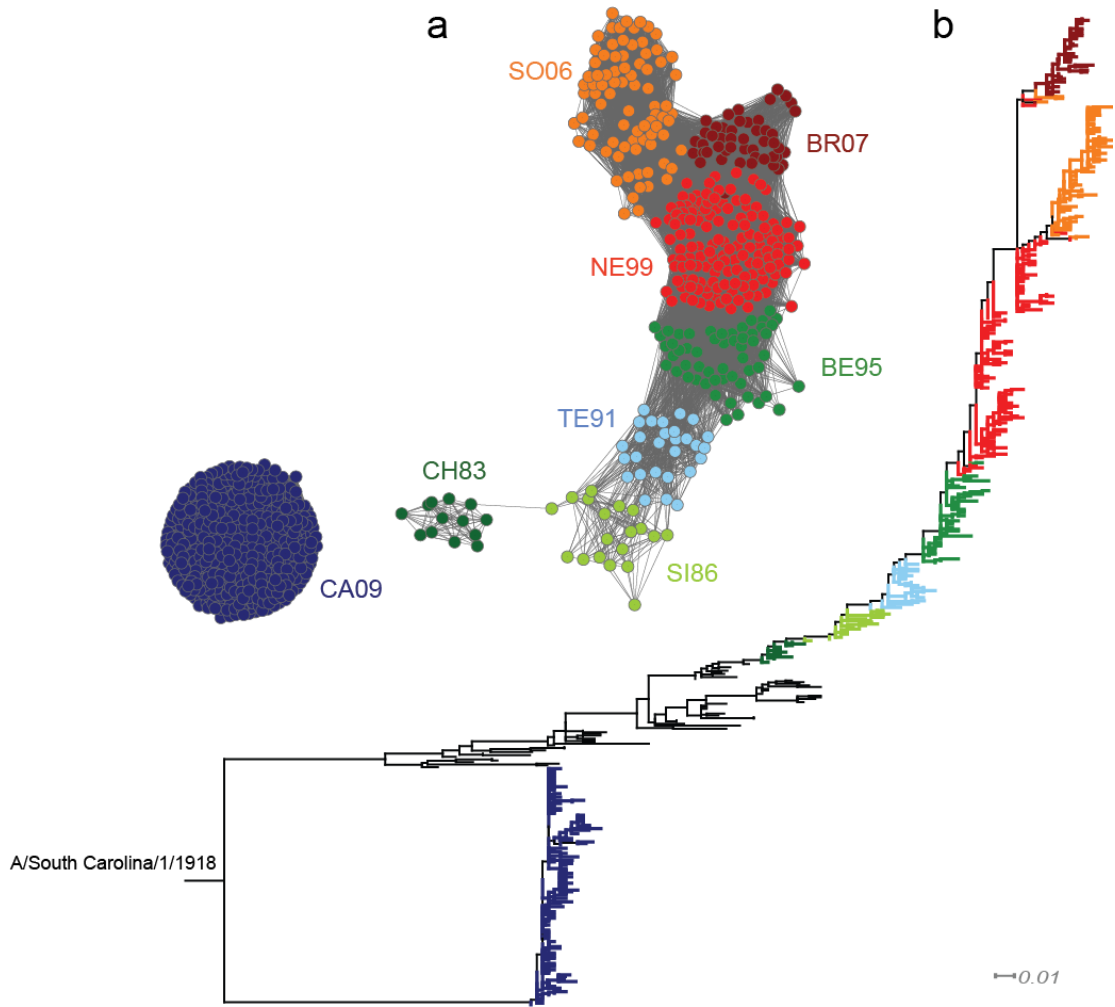 a
b
SO06
BR07
NE99
BE95
TE91
CH83
SI86
CA09
A/South Carolina/1/1918
0.01